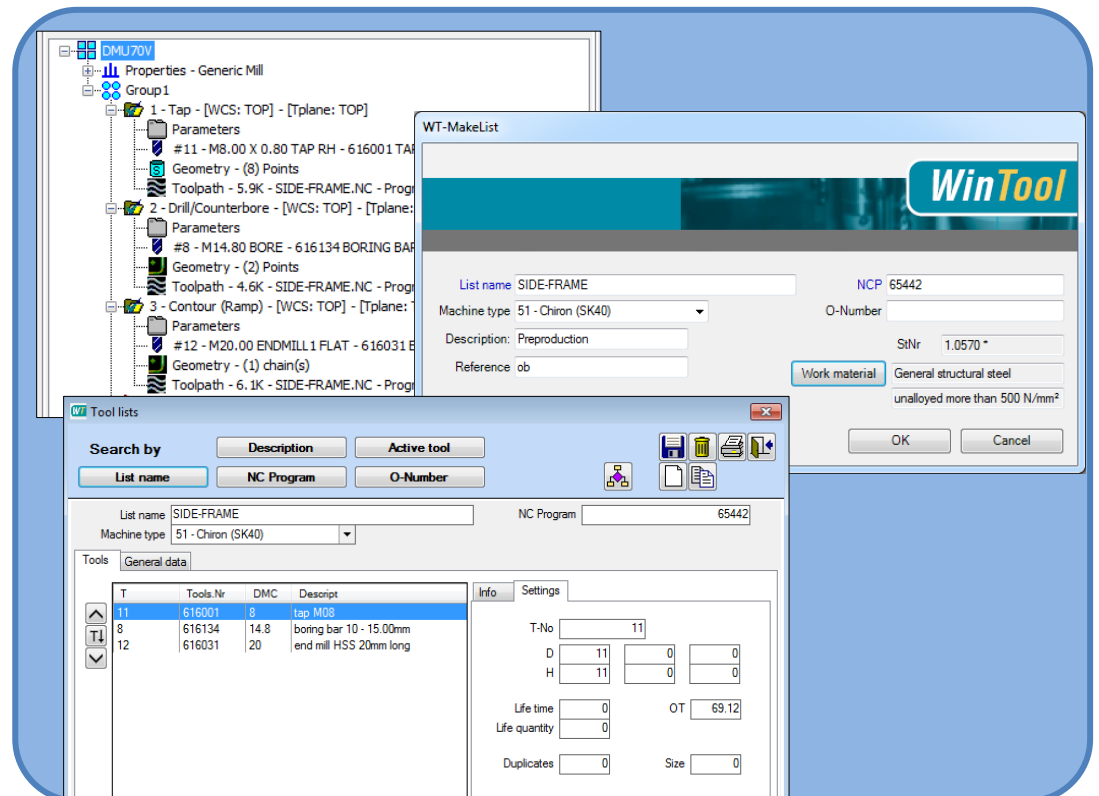 DMU70V
Properties - Generic Mill
Group1
1 - Tap - [WCS: TOP] - [Tplane: TOP]
Parameters
#11 - M8.00 X 0.80 TAP RH - 616001
Geometry - (8) Points
Toolpath - 5.9K - SIDE-FRAME.NC -
2 - Drill/Counterbore - [WCS: TOP] - [Tplane:
Parameters
#8 - M14.80 BORE - 616134 BORING
Geometry - (2) Points
Toolpath - 4.6K - SIDE-FRAME.NC -
3 - Contour (Ramp) - [WCS: TOP] - [Tplane:
Parameters
#12 - M20.00 ENDMILL1 FLAT - 616031
Geometry - (1) chain(s)
Toolpath - 6.1K - SIDE-FRAME.NC -
WT-MakeList
WinTool
List name SIDE-FRAME NCP 65442
Machine type 51 - Chiron (SK40) O-Number
Description: Preproduction StNr 1.0570 *
Reference ob Work material General structural steel
unalloyed more than 500 N/mm²
OK Cancel
WT Tool lists
Search by Description Active tool
List name NC Program O-Number
List name SIDE-FRAME NC Program 65442
Machine type 51 - Chiron (SK40)
Tools General data
T Tools.Nr DMC Descript
11 616001 8 tap M08
8 616134 14.8 boring bar 10 - 15.00mm
12 616031 20 end mill HSS 20mm long
T
Info Settings
T-No 11
D 11 0 0
H 11 0 0
Life time 0 OT 69.12
Life quantity 0
Duplicates 0 Size 0